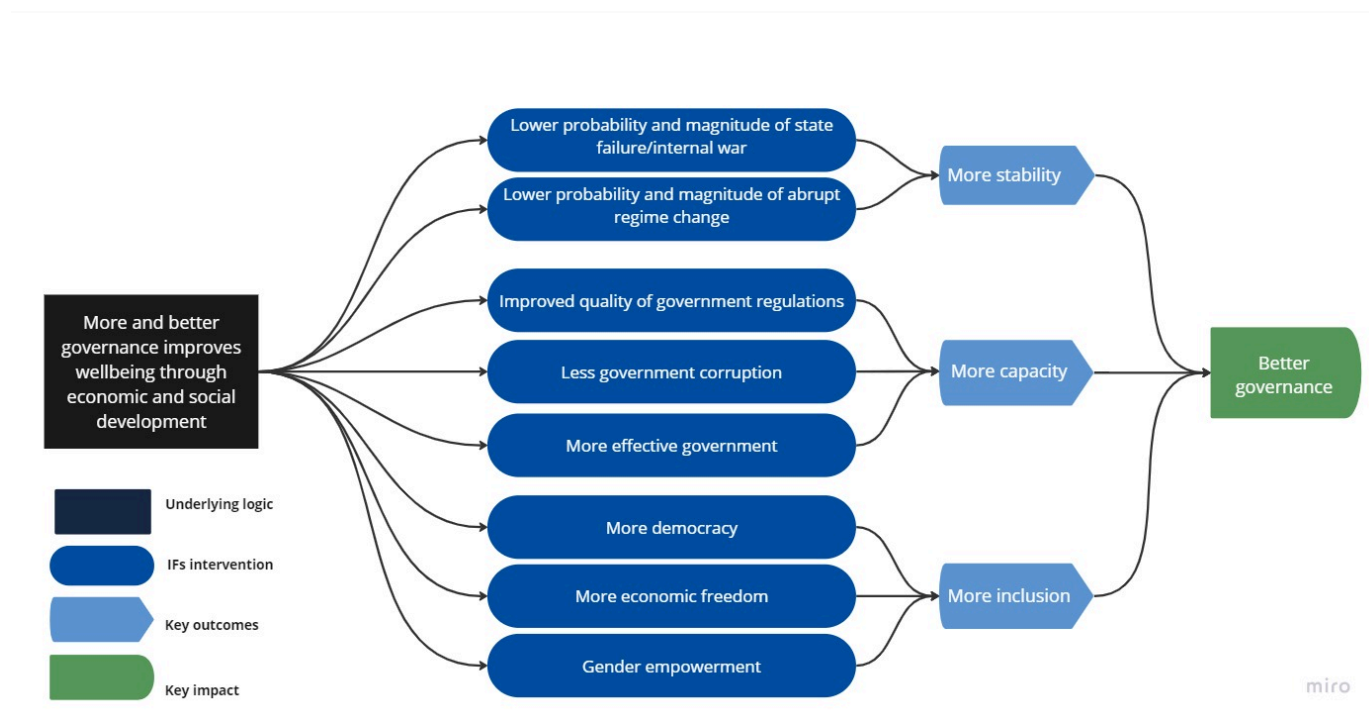 Lower probability and magnitude of state
failure/internal war
Lower probability and magnitude of abrupt
regime change
More stability
More and better
governance improves
wellbeing through
economic and social
development
Improved quality of government regulations
Less government corruption
More effective government
More capacity
Better
governance
More democracy
More economic freedom
Gender empowerment
More inclusion
Underlying logic
IFs intervention
Key outcomes
Key impact
miro